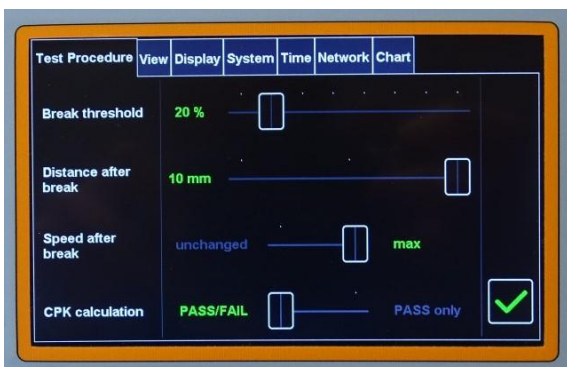 Test Procedure View Display System Time Network Chart
Break threshold 20 %
Distance after
break
10 mm
Speed after
break
unchanged max
CPK calculation PASS/FAIL PASS only